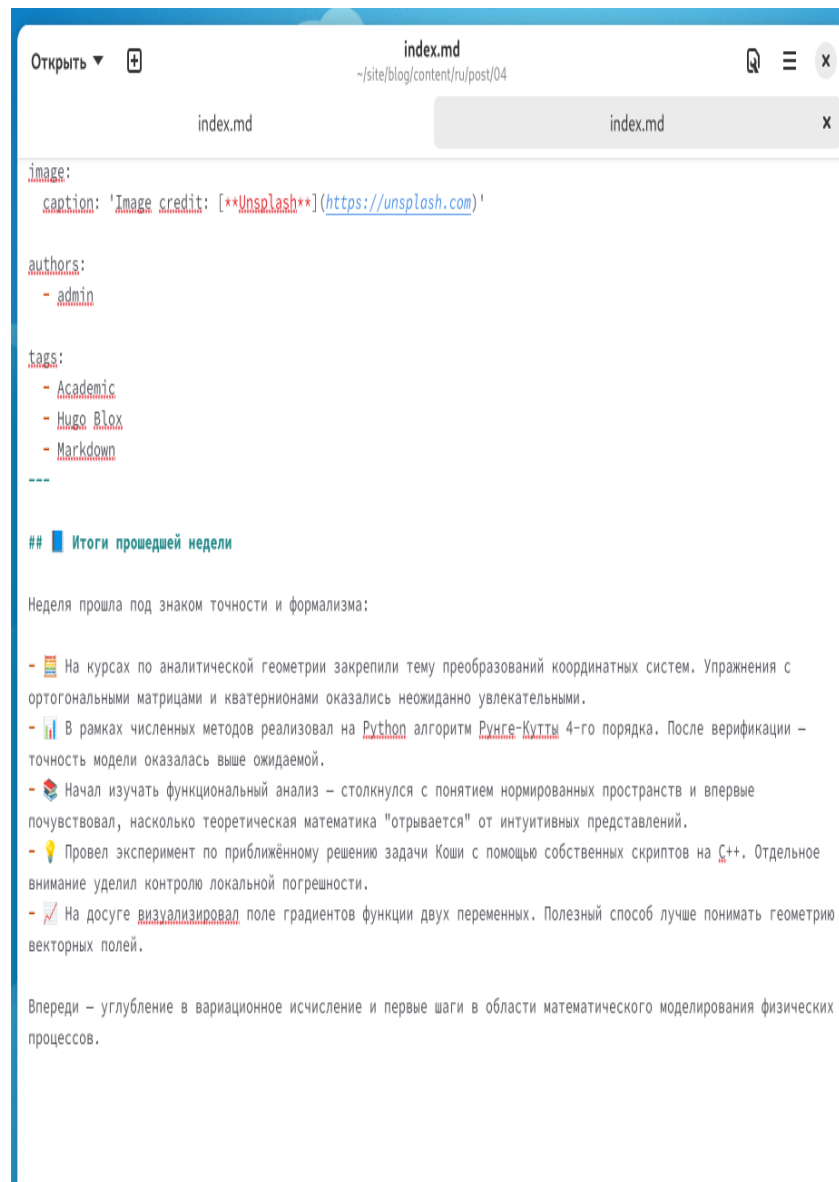 Открыть
index.md
~/site/blog/content/ru/post/04
index.md
index.md
image:
caption: 'Image credit: [**Unsplash**](https://unsplash.com)'
authors:
- admin
tags:
- Academic
- Hugo Blox
- Markdown
---
## 📘 Итоги прошедшей недели
Неделя прошла под знаком точности и формализма:
- 🧮 На курсах по аналитической геометрии закрепили тему преобразований координатных систем. Упражнения с
ортогональными матрицами и кватернионами оказались неожиданно увлекательными.
- 📊 В рамках численных методов реализовал на Python алгоритм Рунге-Кутты 4-го порядка. После верификации —
точность модели оказалась выше ожидаемой.
- 📚 Начал изучать функциональный анализ — столкнулся с понятием нормированных пространств и впервые
почувствовал, насколько теоретическая математика "отрывается" от интуитивных представлений.
- 💡 Провел эксперимент по приближённому решению задачи Коши с помощью собственных скриптов на C++. Отдельное
внимание уделил контролю локальной погрешности.
- 📈 На досуге визуализировал поле градиентов функции двух переменных. Полезный способ лучше понимать геометрию
векторных полей.
Впереди — углубление в вариационное исчисление и первые шаги в области математического моделирования физических
процессов.